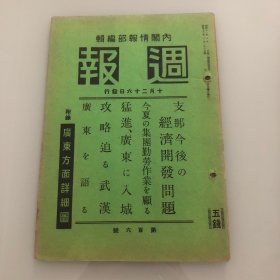 內閣情報部編輯
週報
十月二十六日發行
支那今後の
經濟開發問題
今夏の集團勤勞作業を顧る
猛進、廣東に入城
攻略迫る武漢
廣東を語る
附錄 廣東方面詳細圖
第百六號
五錢